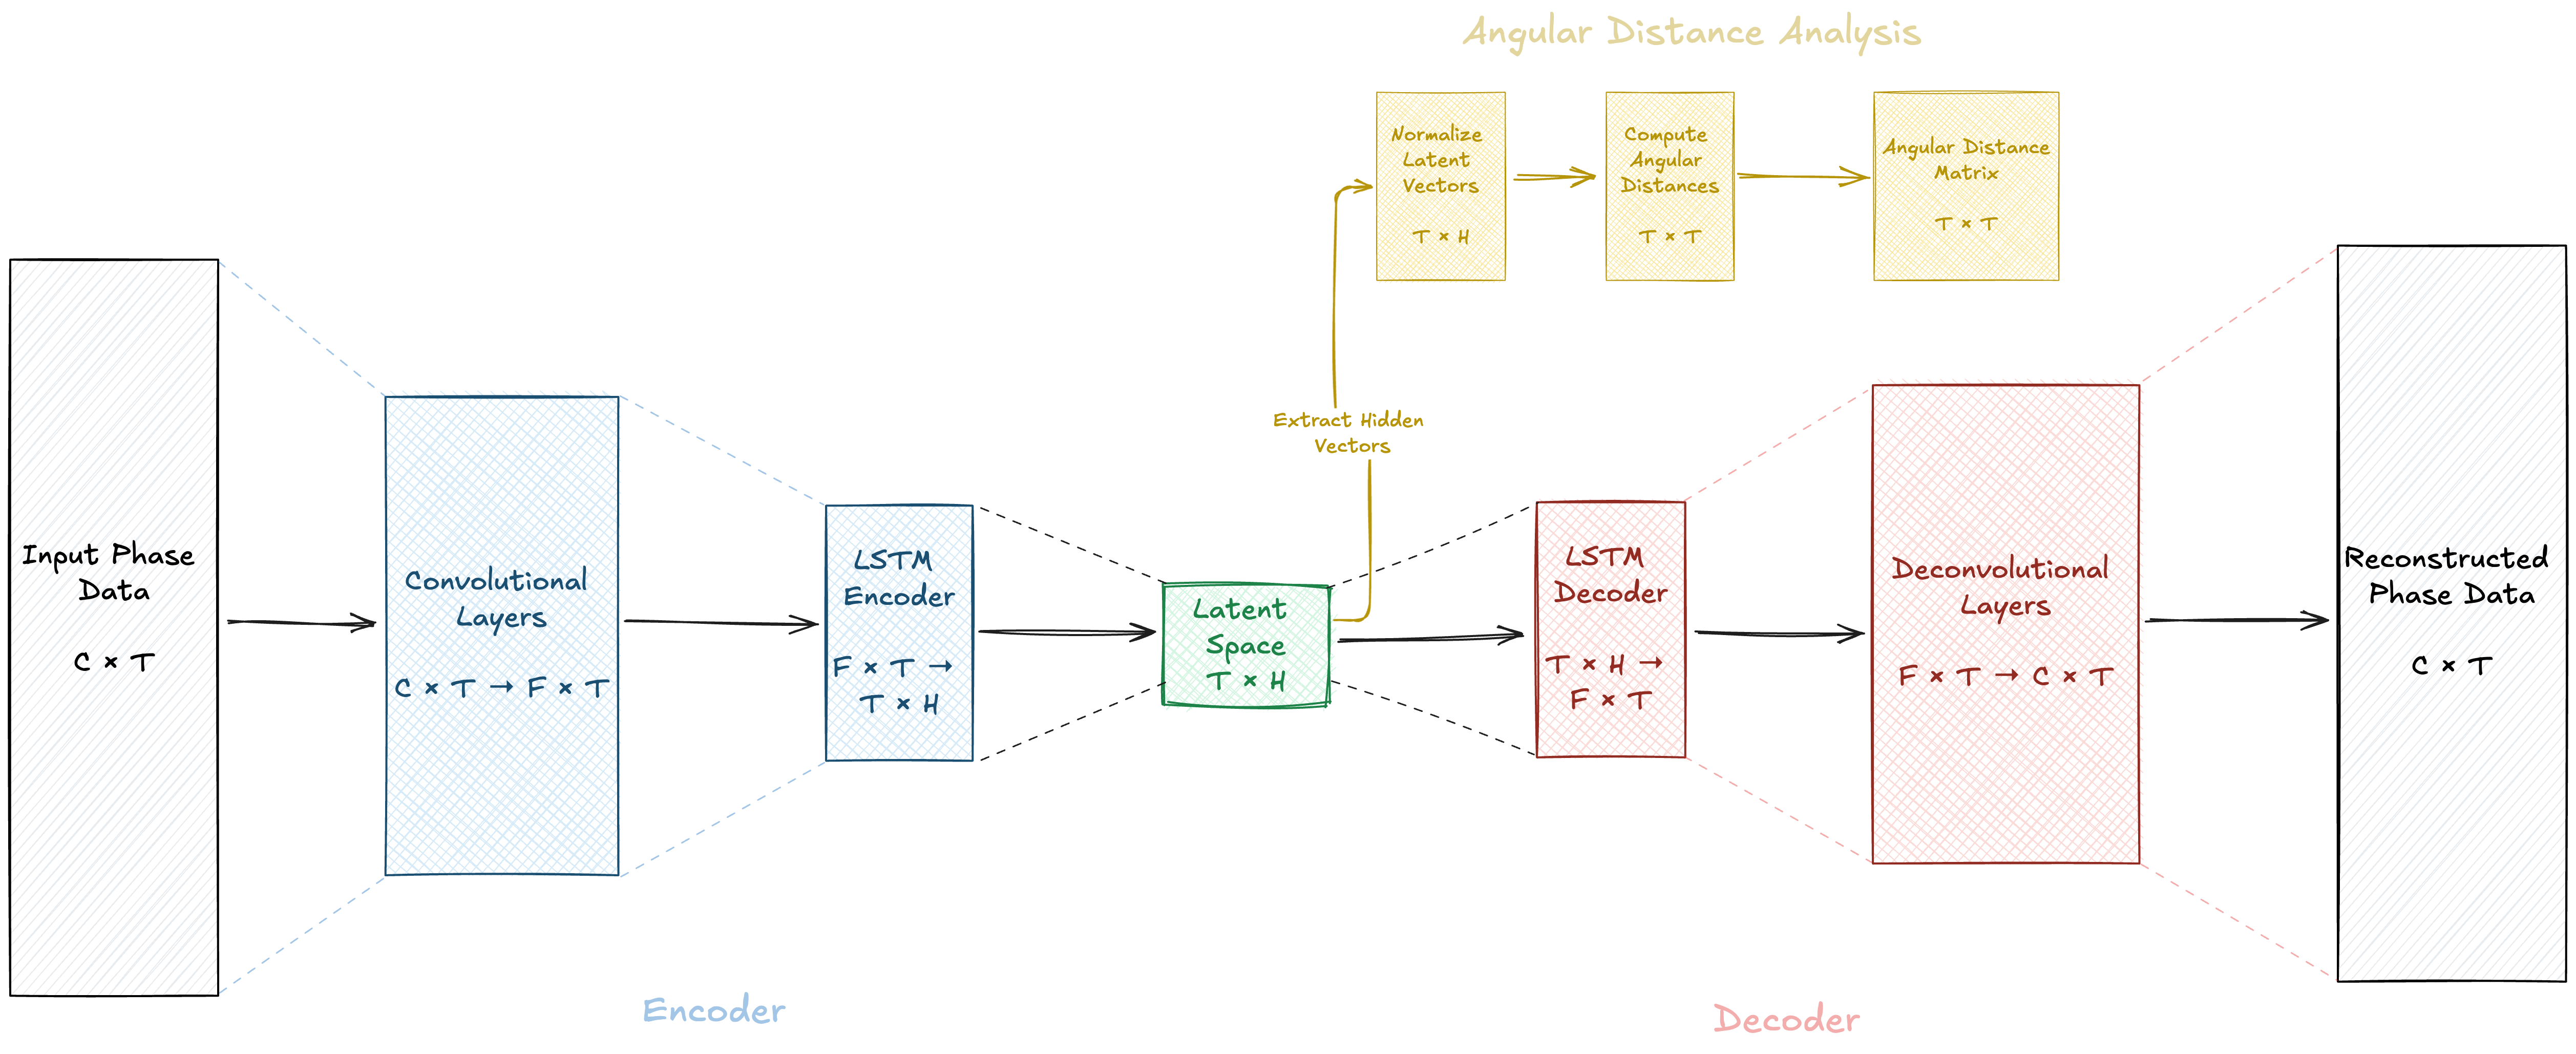 Angular Distance Analysis
Normalize
Latent
Vectors
T × H
Compute
Angular
Distances
T × T
Angular Distance
Matrix
T × T
Extract Hidden
Vectors
Input Phase
Data
C × T
Convolutional
Layers
C × T → F × T
LSTM
Encoder
F × T →
T × H
Latent
Space
T × H
LSTM
Decoder
T × H →
F × T
Deconvolutional
Layers
F × T → C × T
Reconstructed
Phase Data
C × T
Encoder
Decoder